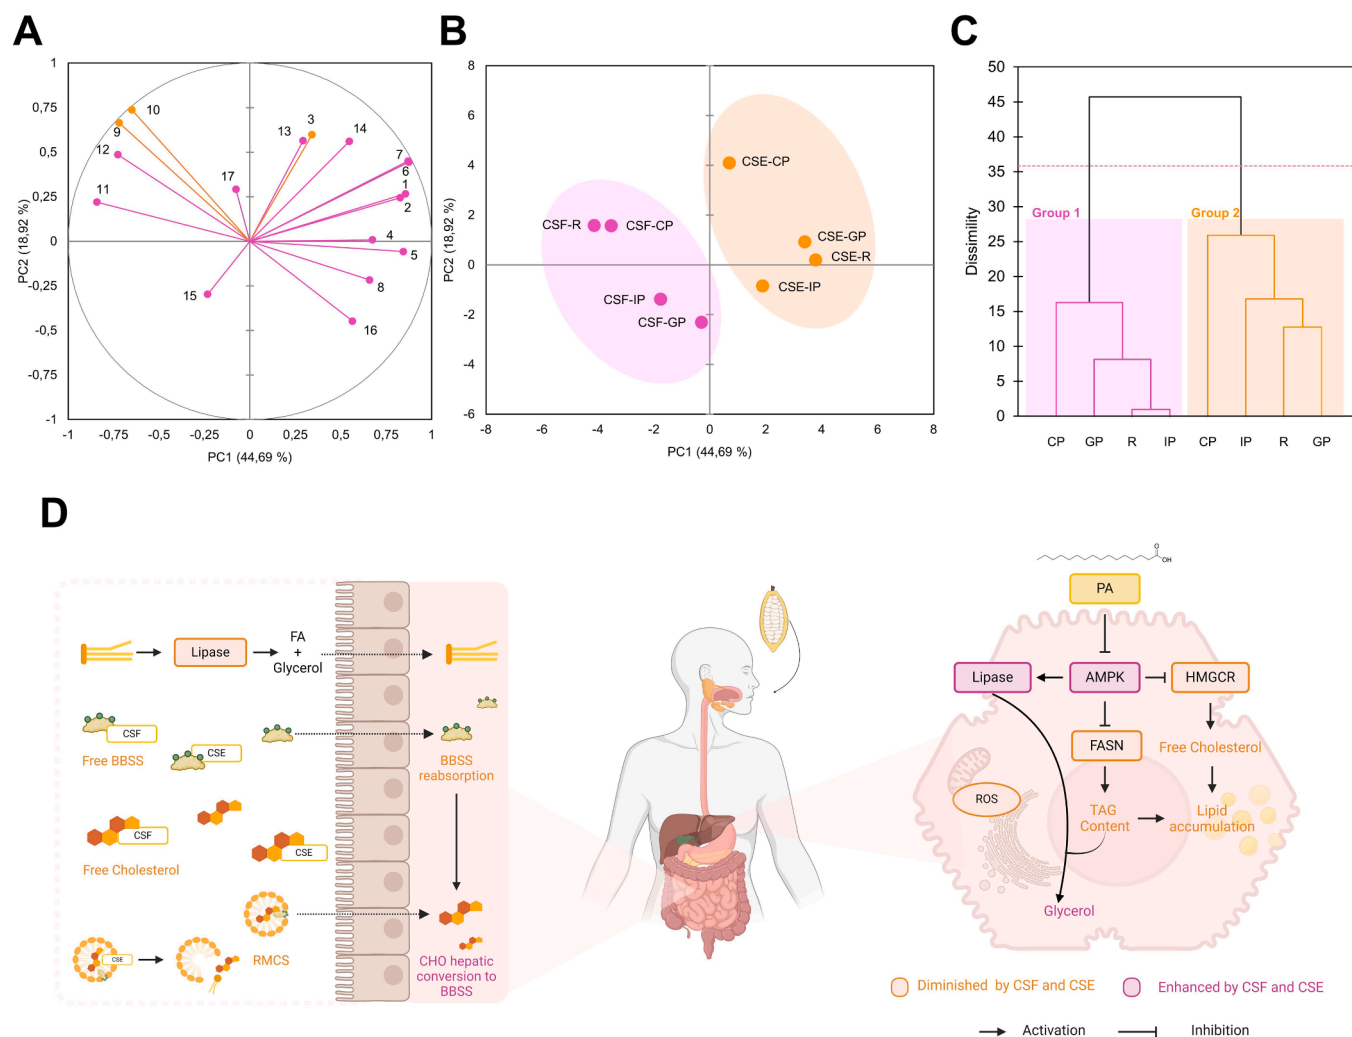 A
1
0,75
0,5
0,25
0
-0,25
-0,5
-0,75
-1
PC2 (18,92 %)
-1 -0,75 -0,5 -0,25 0 0,25 0,5 0,75 1
PC1 (44,69 %)
10
9
12
11
17
13
3
14
7
6
1
2
4
5
8
15
16
B
8
6
4
2
0
-2
-4
-6
PC2 (18,92 %)
-8 -6 -4 -2 0 2 4 6 8
PC1 (44,69 %)
CSE-CP
CSF-R
CSF-CP
CSE-GP
CSE-R
CSE-IP
CSF-IP
CSF-GP
C
50
45
40
35
30
25
20
15
10
5
0
Dissimility
Group 1
Group 2
CP GP R IP CP IP R GP
D
Lipase
FA
+
Glycerol
CSF
Free BBSS
CSE
BBSS
reabsorption
CSF
CSE
Free Cholesterol
RMCS
CSE
CHO hepatic
conversion to
BBSS
O
OH
PA
Lipase
AMPK
HMGCR
FASN
Free Cholesterol
ROS
TAG
Content
Lipid
accumulation
Glycerol
Diminished by CSF and CSE
Enhanced by CSF and CSE
Activation
Inhibition